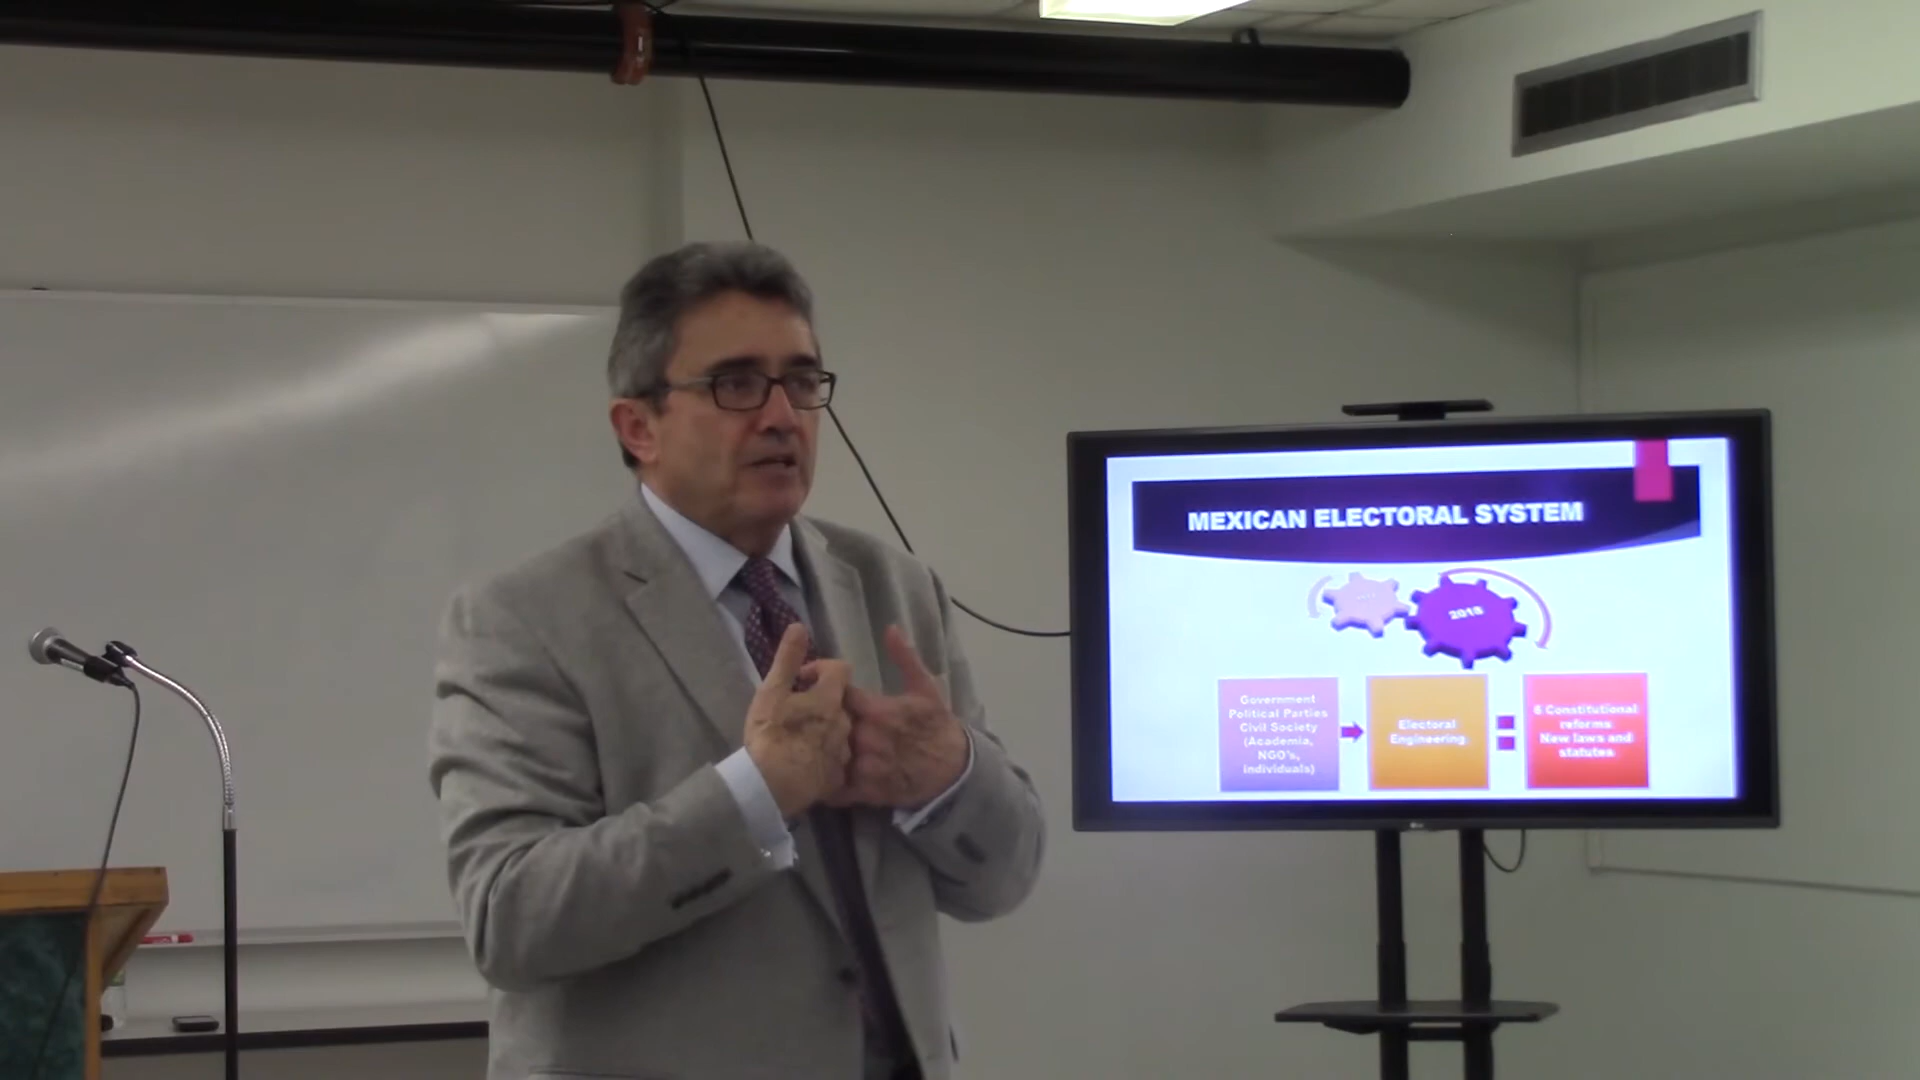 MEXICAN ELECTORAL SYSTEM
2018
Government
Political Parties
Civil Society
(Academia,
NGO's,
individuals)
Electoral
Engineering
6 Constitutional
reforms
New laws and
statutes